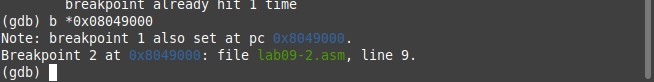 breakpoint already hit 1 time
(gdb) b *0x08049000
Note: breakpoint 1 also set at pc 0x8049000.
Breakpoint 2 at 0x8049000: file lab09-2.asm, line 9.
(gdb)